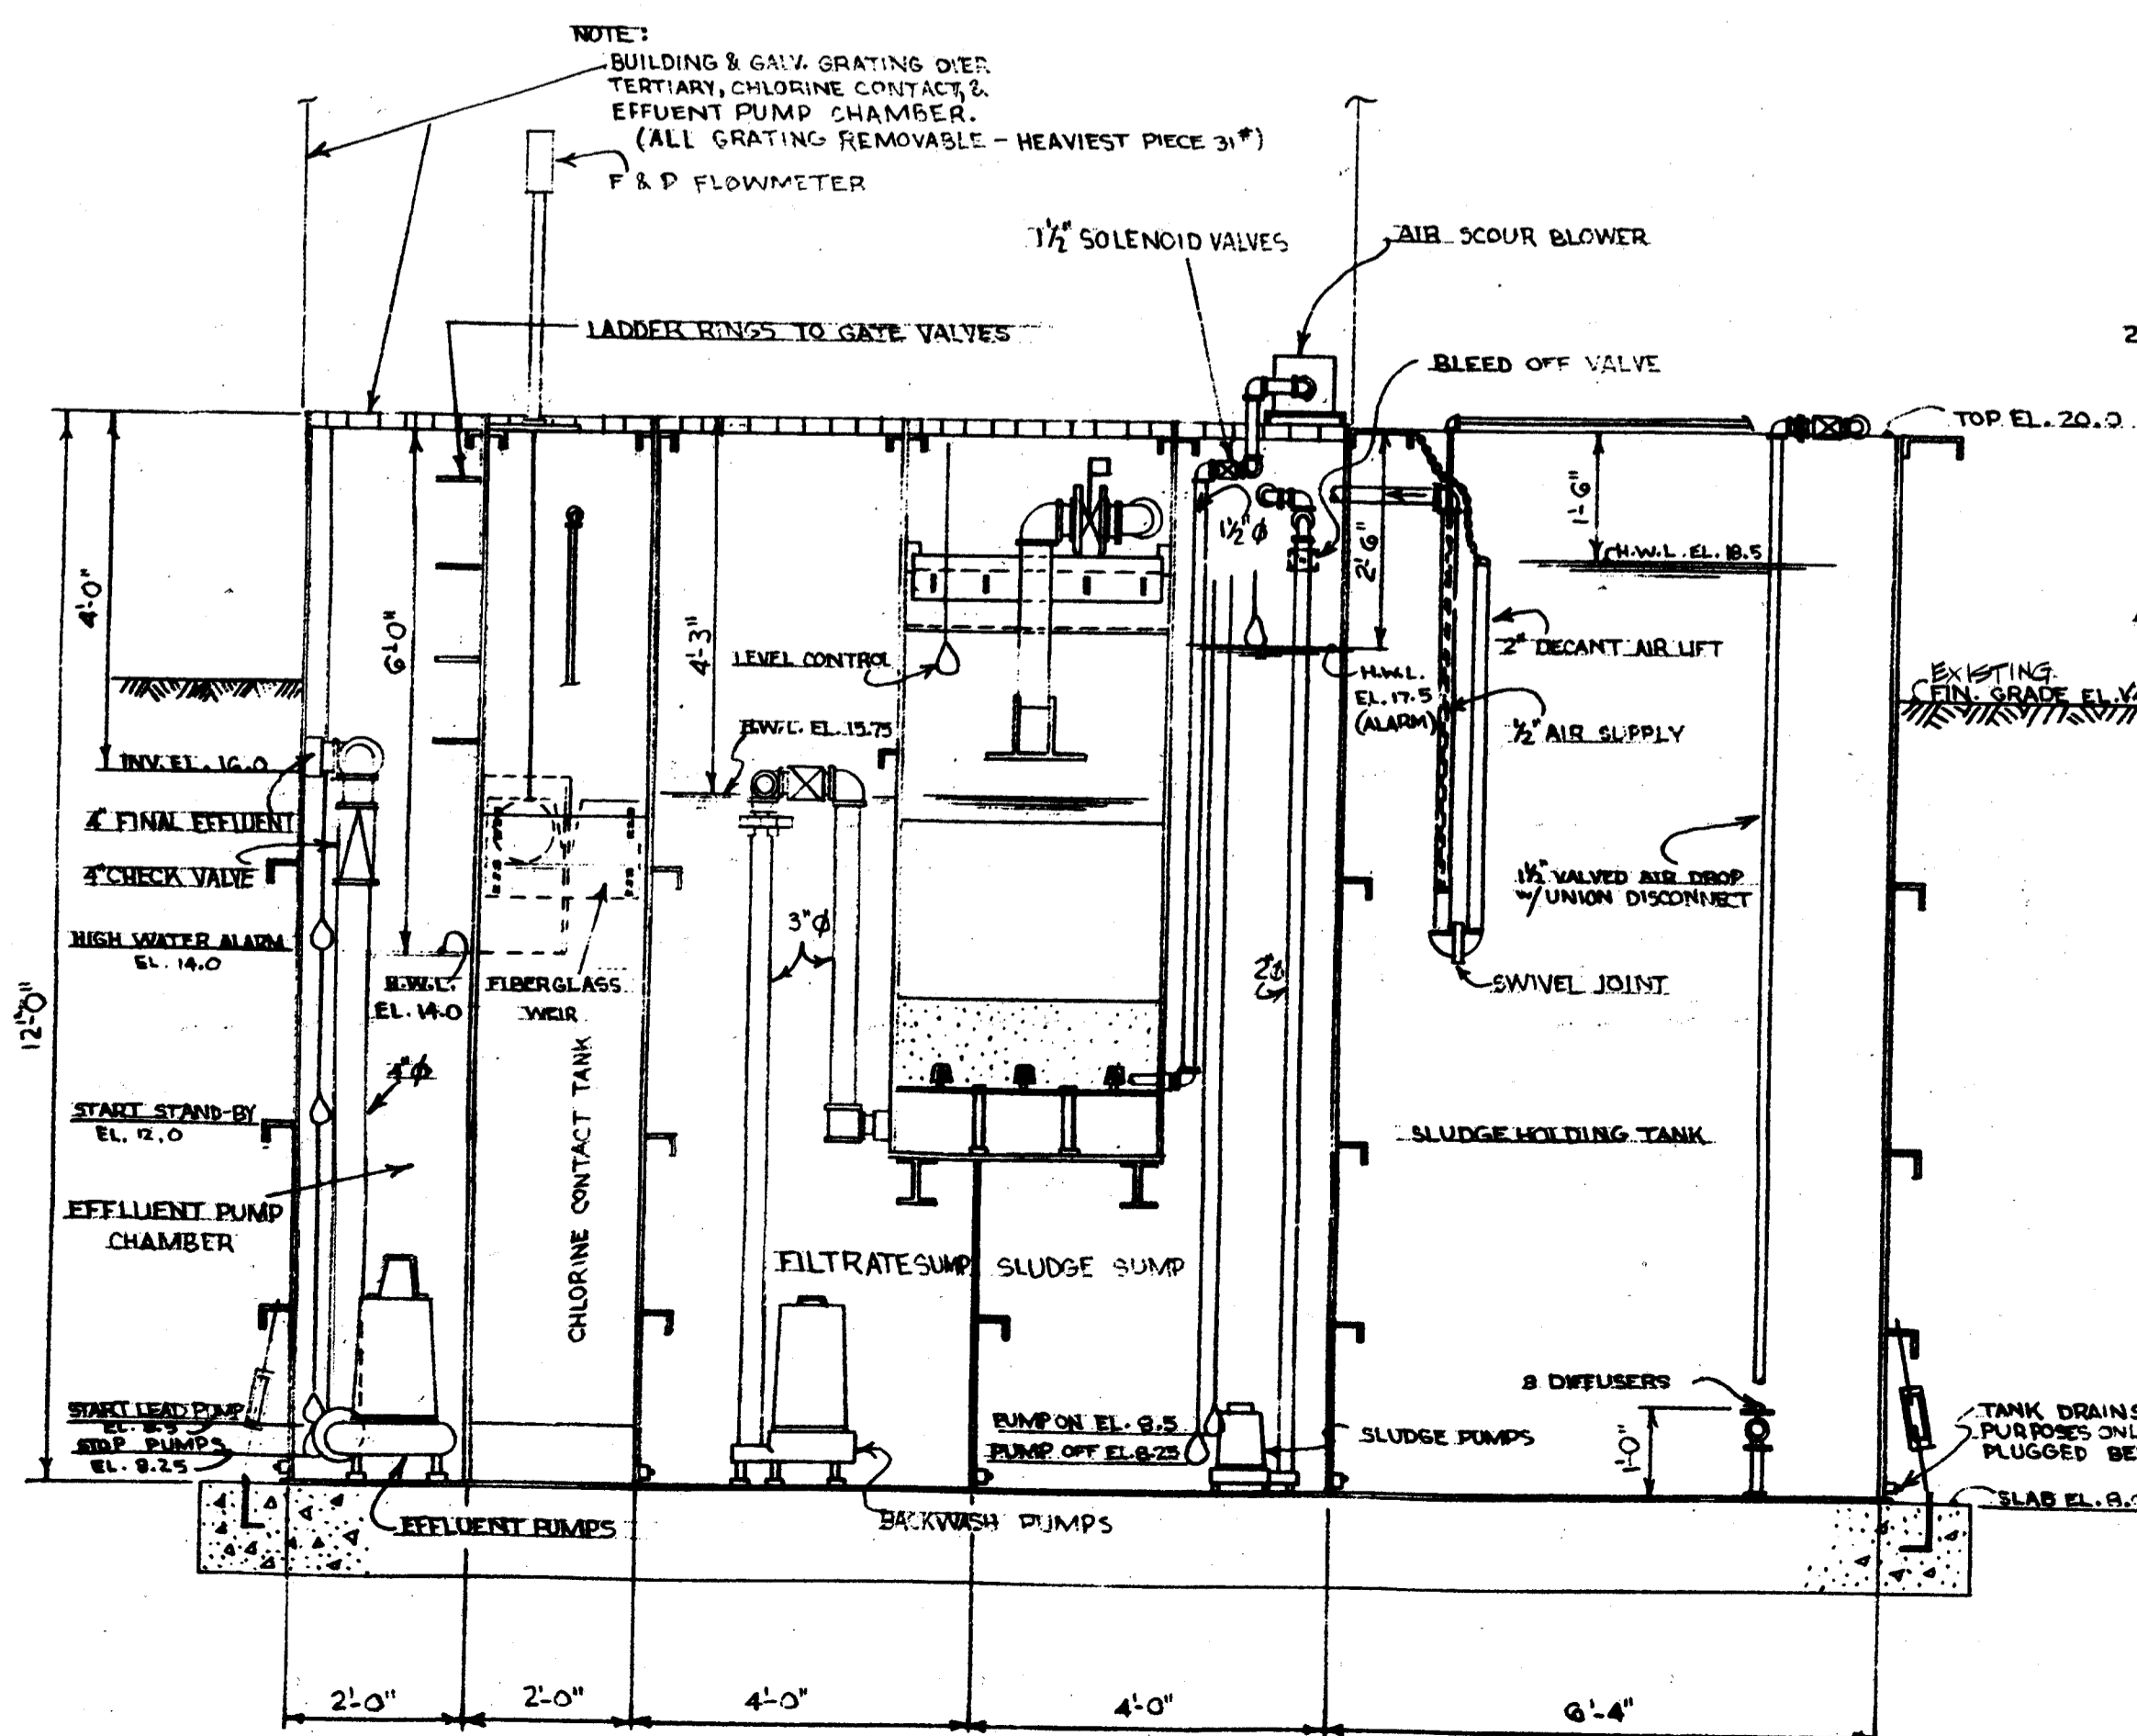 NOTE:
BUILDING & GALV. GRATING OVER
TERTIARY, CHLORINE CONTACT, &
EFFUENT PUMP CHAMBER.
(ALL GRATING REMOVABLE - HEAVIEST PIECE 31#)
F & P FLOWMETER
1½" SOLENOID VALVES
AIR SCOUR BLOWER
LADDER RINGS TO GATE VALVES
BLEED OFF VALVE
2
TOP EL. 20.0
4'-0"
6'-0"
4'-3"
1½" Ø
2'-6"
1'-6"
H.W.L. EL. 18.5
LEVEL CONTROL
2" DECANT AIR LIFT
H.W.L.
EL. 17.5
(ALARM)
½" AIR SUPPLY
EXISTING
FIN. GRADE EL.
INV. EL. 16.0
H.W.L. EL. 15.75
4" FINAL EFFLUENT
4" CHECK VALVE
1½" VALVED AIR DROP
w/ UNION DISCONNECT
3" Ø
HIGH WATER ALARM
EL. 14.0
H.W.L.
EL. 14.0
FIBERGLASS
WEIR
2"Ø
SWIVEL JOINT
12'-0"
4"Ø
START STAND-BY
EL. 12.0
CHLORINE CONTACT TANK
SLUDGE HOLDING TANK
EFFLUENT PUMP
CHAMBER
FILTRATE SUMP
SLUDGE SUMP
8 DIFFUSERS
START LEAD PUMP
EL. 8.5
STOP PUMPS
EL. 8.25
PUMP ON EL. 8.5
PUMP OFF EL. 8.25
SLUDGE PUMPS
1'-0"
TANK DRAINS
PURPOSES ONL
PLUGGED BE
SLAB EL. 8.
EFFLUENT PUMPS
BACKWASH PUMPS
2'-0"
2'-0"
4'-0"
4'-0"
6'-4"